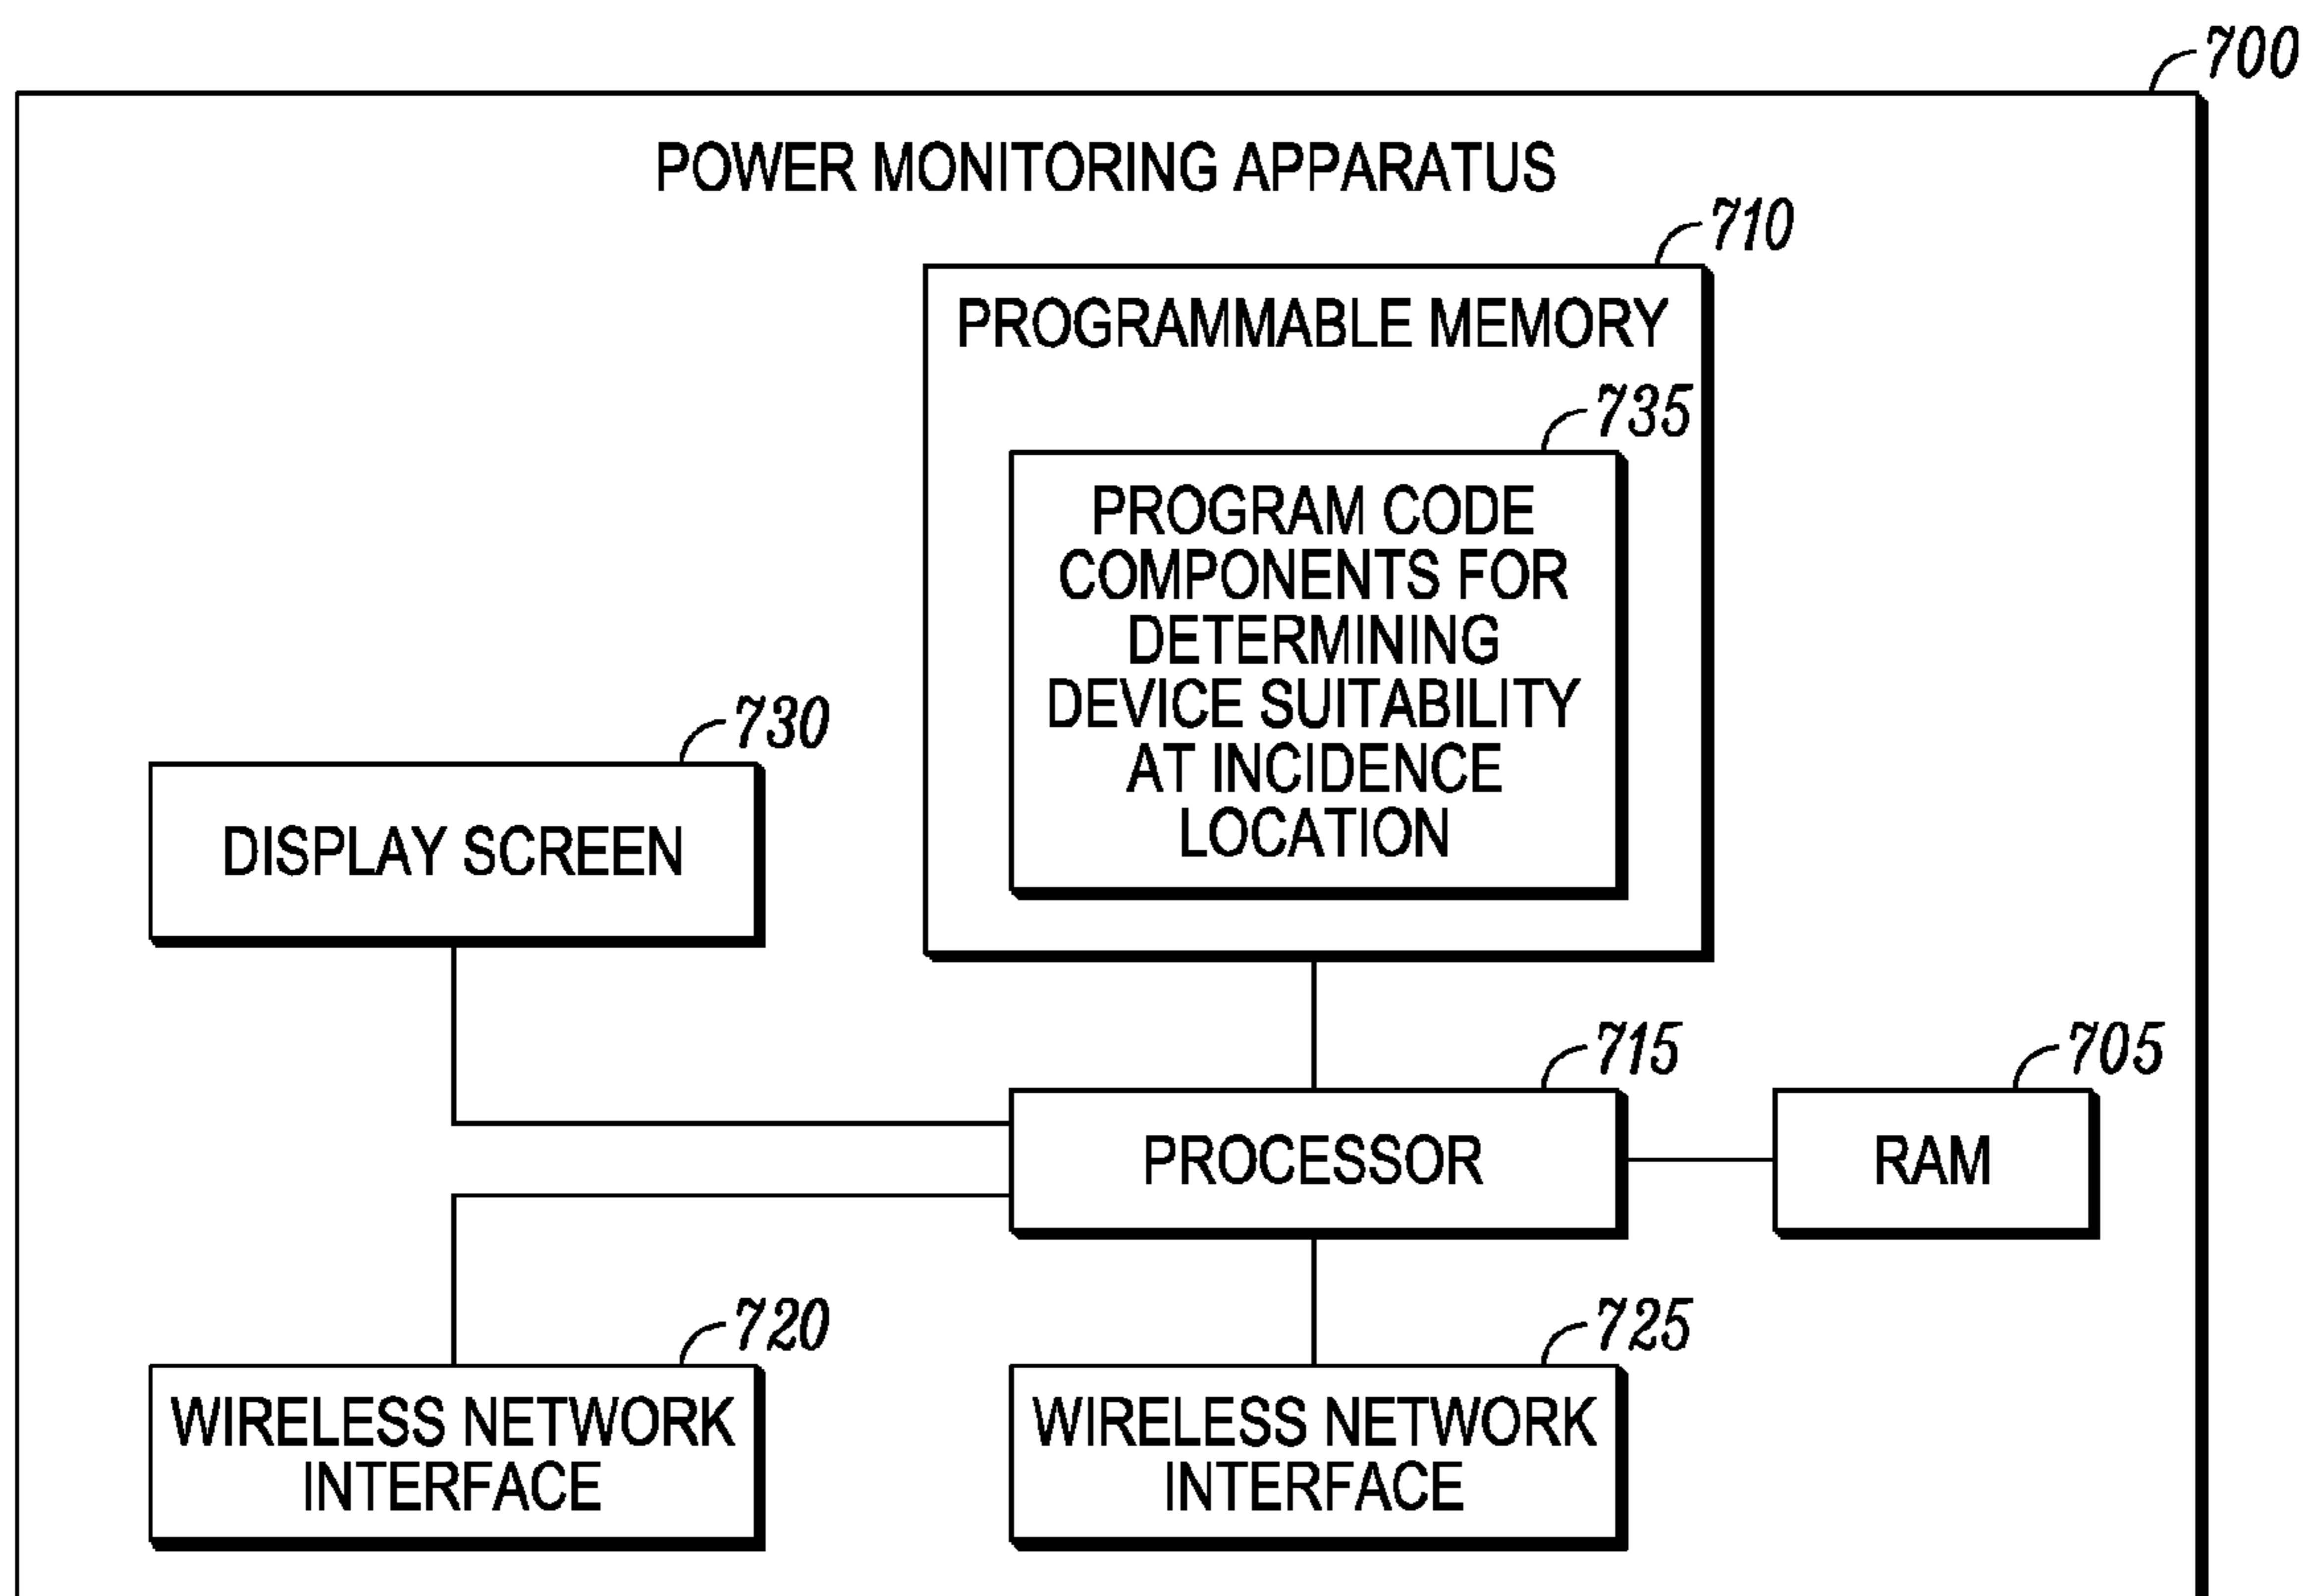 700
POWER MONITORING APPARATUS
710
PROGRAMMABLE MEMORY
735
PROGRAM CODE
COMPONENTS FOR
DETERMINING
DEVICE SUITABILITY
AT INCIDENCE
LOCATION
730
DISPLAY SCREEN
715
PROCESSOR
705
RAM
720
WIRELESS NETWORK
INTERFACE
725
WIRELESS NETWORK
INTERFACE